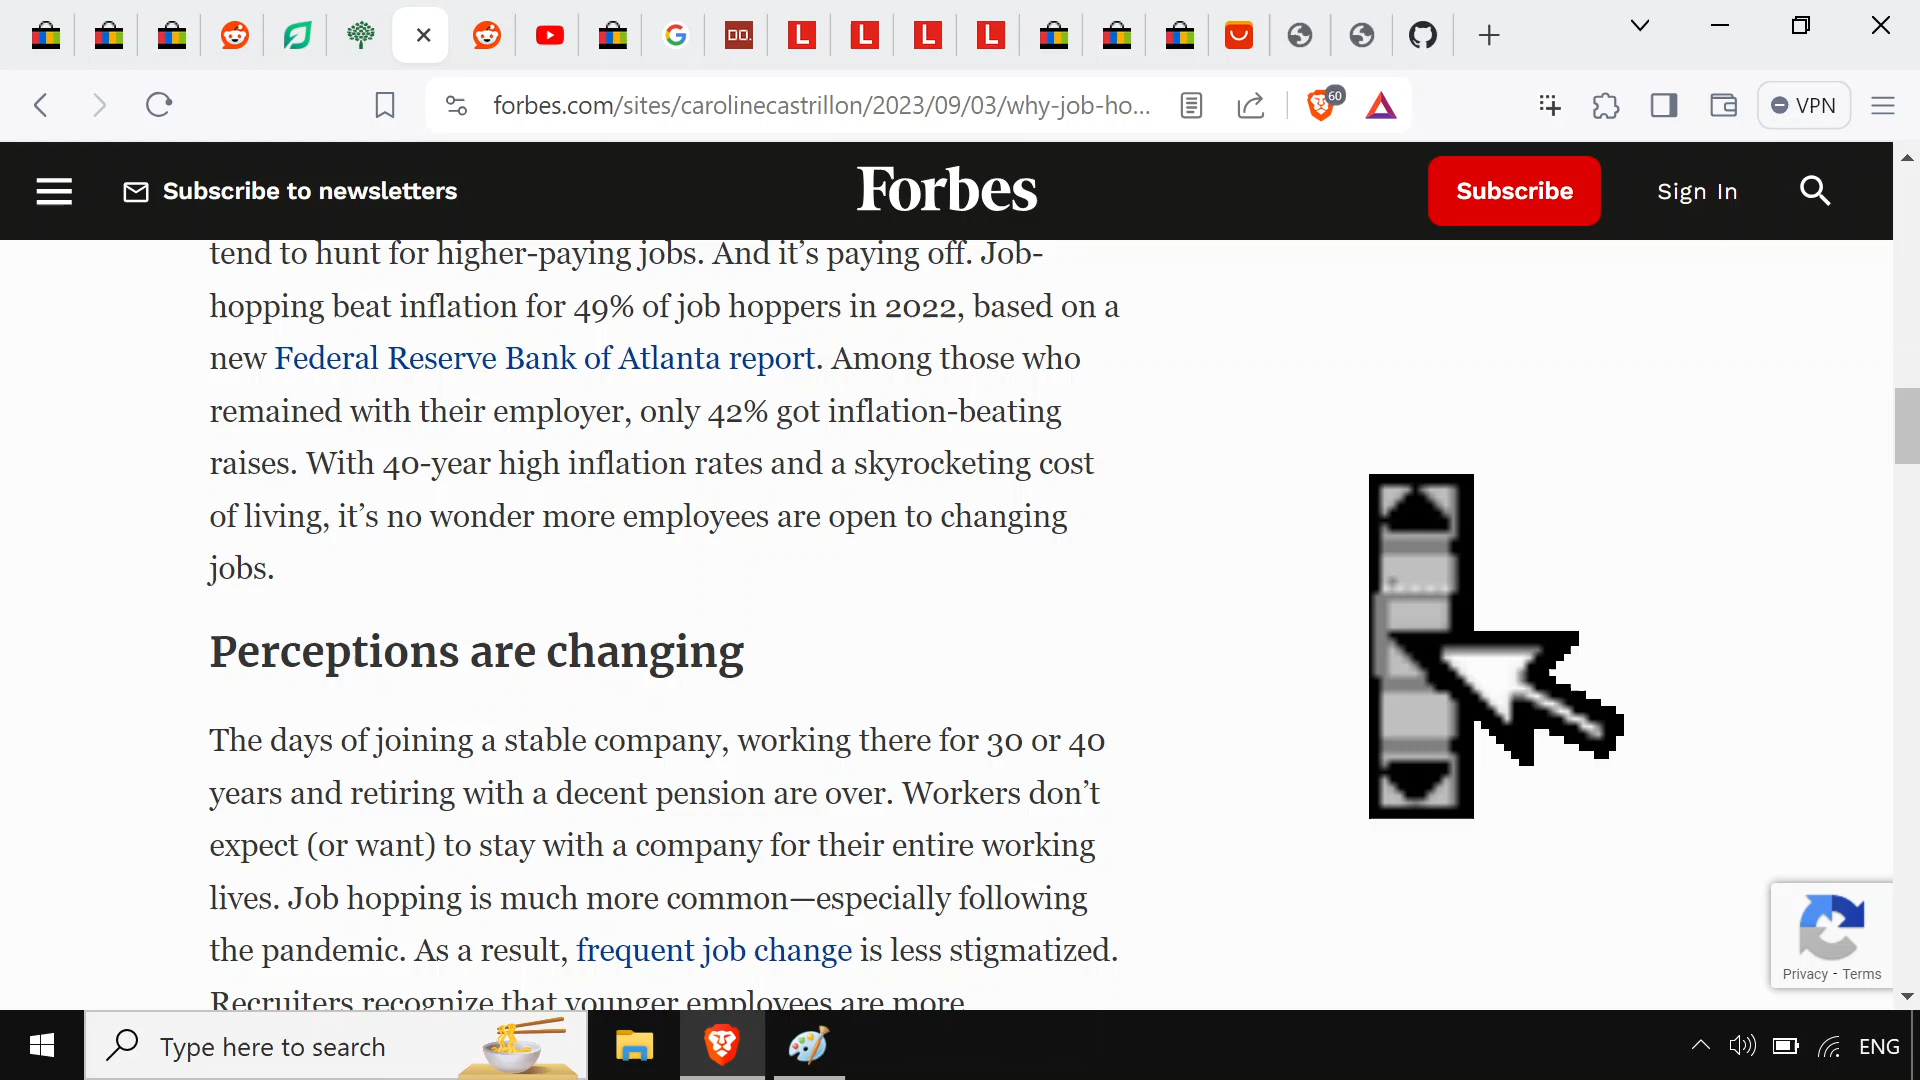 DO.
L
L
L
L
forbes.com/sites/carolinecastrillon/2023/09/03/why-job-ho...
60
VPN
Subscribe to newsletters
Forbes
Subscribe
Sign In
tend to hunt for higher-paying jobs. And it’s paying off. Job-
hopping beat inflation for 49% of job hoppers in 2022, based on a
new Federal Reserve Bank of Atlanta report. Among those who
remained with their employer, only 42% got inflation-beating
raises. With 40-year high inflation rates and a skyrocketing cost
of living, it’s no wonder more employees are open to changing
jobs.
Perceptions are changing
The days of joining a stable company, working there for 30 or 40
years and retiring with a decent pension are over. Workers don’t
expect (or want) to stay with a company for their entire working
lives. Job hopping is much more common—especially following
the pandemic. As a result, frequent job change is less stigmatized.
Recruiters recognize that younger employees are more
Privacy - Terms
Type here to search
ENG